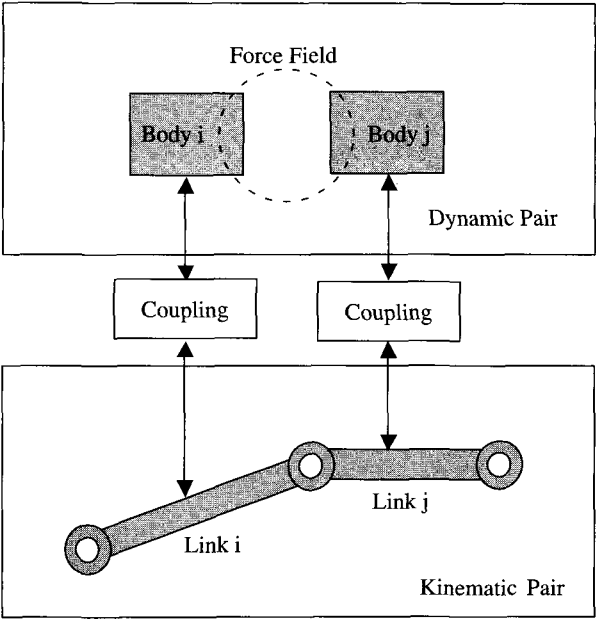 Force Field
Body i
Body j
Dynamic Pair
Coupling
Coupling
Link j
Link i
Kinematic Pair